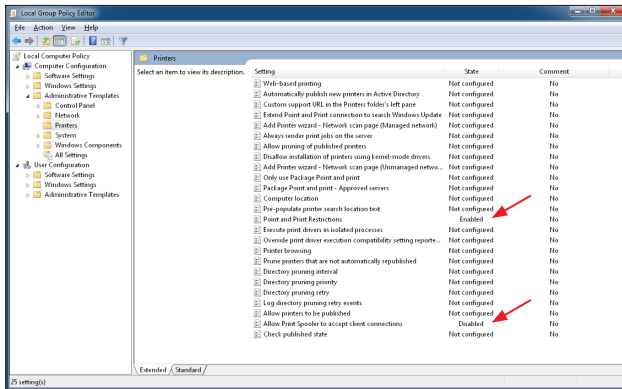 Local Group Policy Editor
File Action View Help
Local Computer Policy
Computer Configuration
Software Settings
Windows Settings
Administrative Templates
Control Panel
Network
Printers
System
Windows Components
All Settings
User Configuration
Software Settings
Windows Settings
Administrative Templates
Printers
Select an item to view its description.
Setting State Comment
Web-based printing Not configured No
Automatically publish new printers in Active Directory Not configured No
Custom support URL in the Printers folder's left pane Not configured No
Extend Point and Print connection to search Windows Update Not configured No
Add Printer wizard - Network scan page (Managed network) Not configured No
Always render print jobs on the server Not configured No
Allow pruning of published printers Not configured No
Disallow installation of printers using kernel-mode drivers Not configured No
Add Printer wizard - Network scan page (Unmanaged netwo... Not configured No
Only use Package Point and print Not configured No
Package Point and print - Approved servers Not configured No
Computer location Not configured No
Pre-populate printer search location text Not configured No
Point and Print Restrictions Enabled No
Execute print drivers in isolated processes Not configured No
Override print driver execution compatibility setting reporte... Not configured No
Printer browsing Not configured No
Prune printers that are not automatically republished Not configured No
Directory pruning interval Not configured No
Directory pruning priority Not configured No
Directory pruning retry Not configured No
Log directory pruning retry events Not configured No
Allow printers to be published Not configured No
Allow Print Spooler to accept client connections Disabled No
Check published state Not configured No
Extended Standard
25 setting(s)